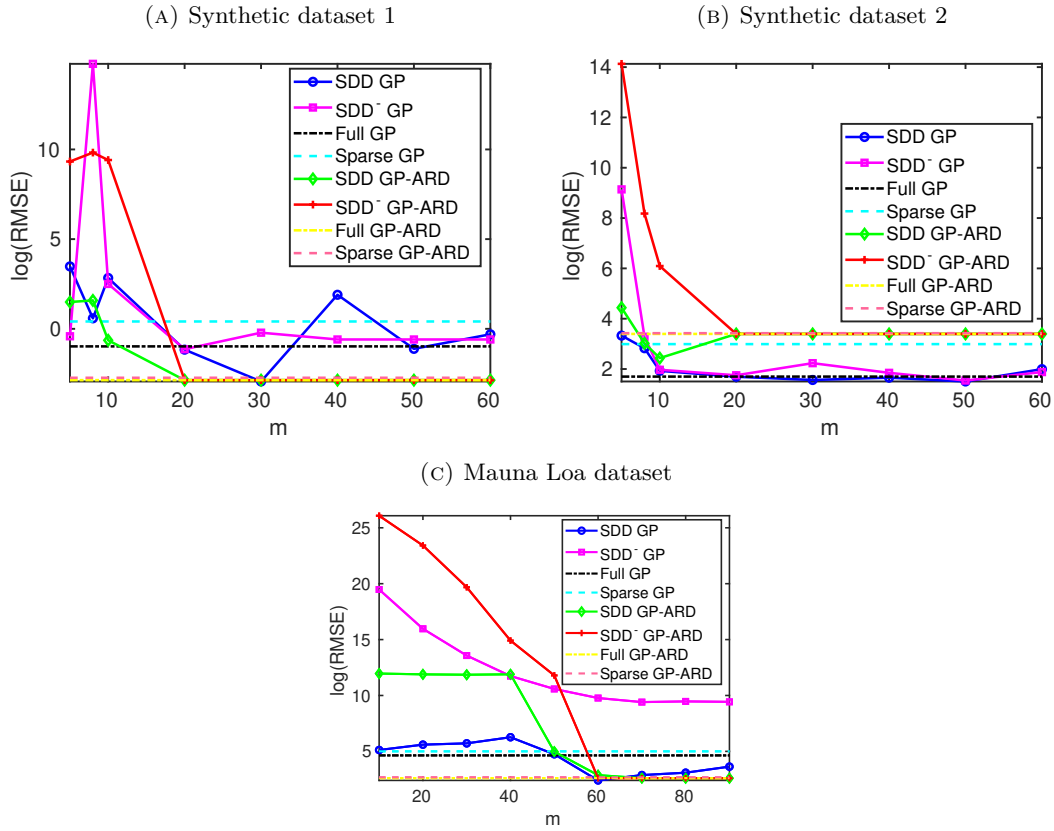 (A) Synthetic dataset 1
log(RMSE)
10
5
0
10
20
30
40
50
60
m
SDD GP
SDD⁻ GP
Full GP
Sparse GP
SDD GP-ARD
SDD⁻ GP-ARD
Full GP-ARD
Sparse GP-ARD
(B) Synthetic dataset 2
log(RMSE)
14
12
10
8
6
4
2
10
20
30
40
50
60
m
SDD GP
SDD⁻ GP
Full GP
Sparse GP
SDD GP-ARD
SDD⁻ GP-ARD
Full GP-ARD
Sparse GP-ARD
(C) Mauna Loa dataset
log(RMSE)
25
20
15
10
5
20
40
60
80
m
SDD GP
SDD⁻ GP
Full GP
Sparse GP
SDD GP-ARD
SDD⁻ GP-ARD
Full GP-ARD
Sparse GP-ARD